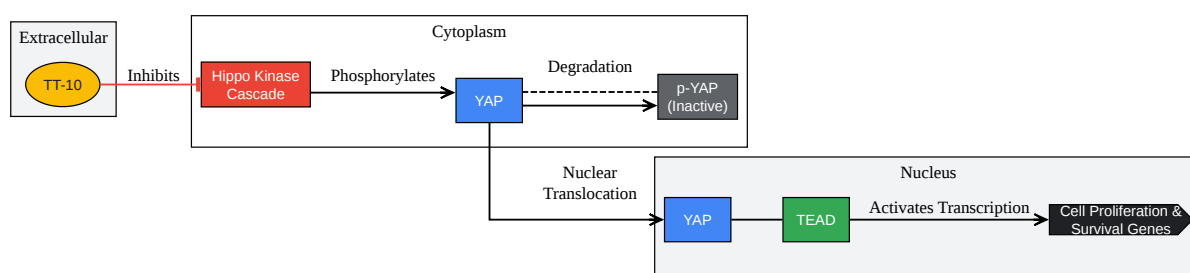 Extracellular
TT-10
Inhibits
Cytoplasm
Hippo Kinase
Cascade
Phosphorylates
YAP
Degradation
p-YAP
(Inactive)
Nuclear
Translocation
Nucleus
YAP
TEAD
Activates Transcription
Cell Proliferation &
Survival Genes